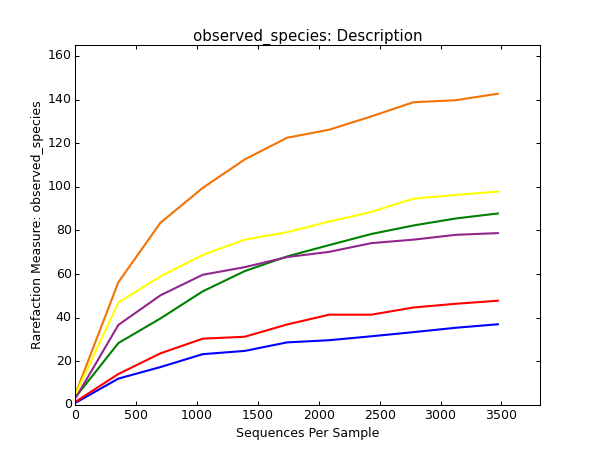 observed_species: Description
160
140
120
100
80
60
40
20
0
Rarefaction Measure: observed_species
0 500 1000 1500 2000 2500 3000 3500
Sequences Per Sample